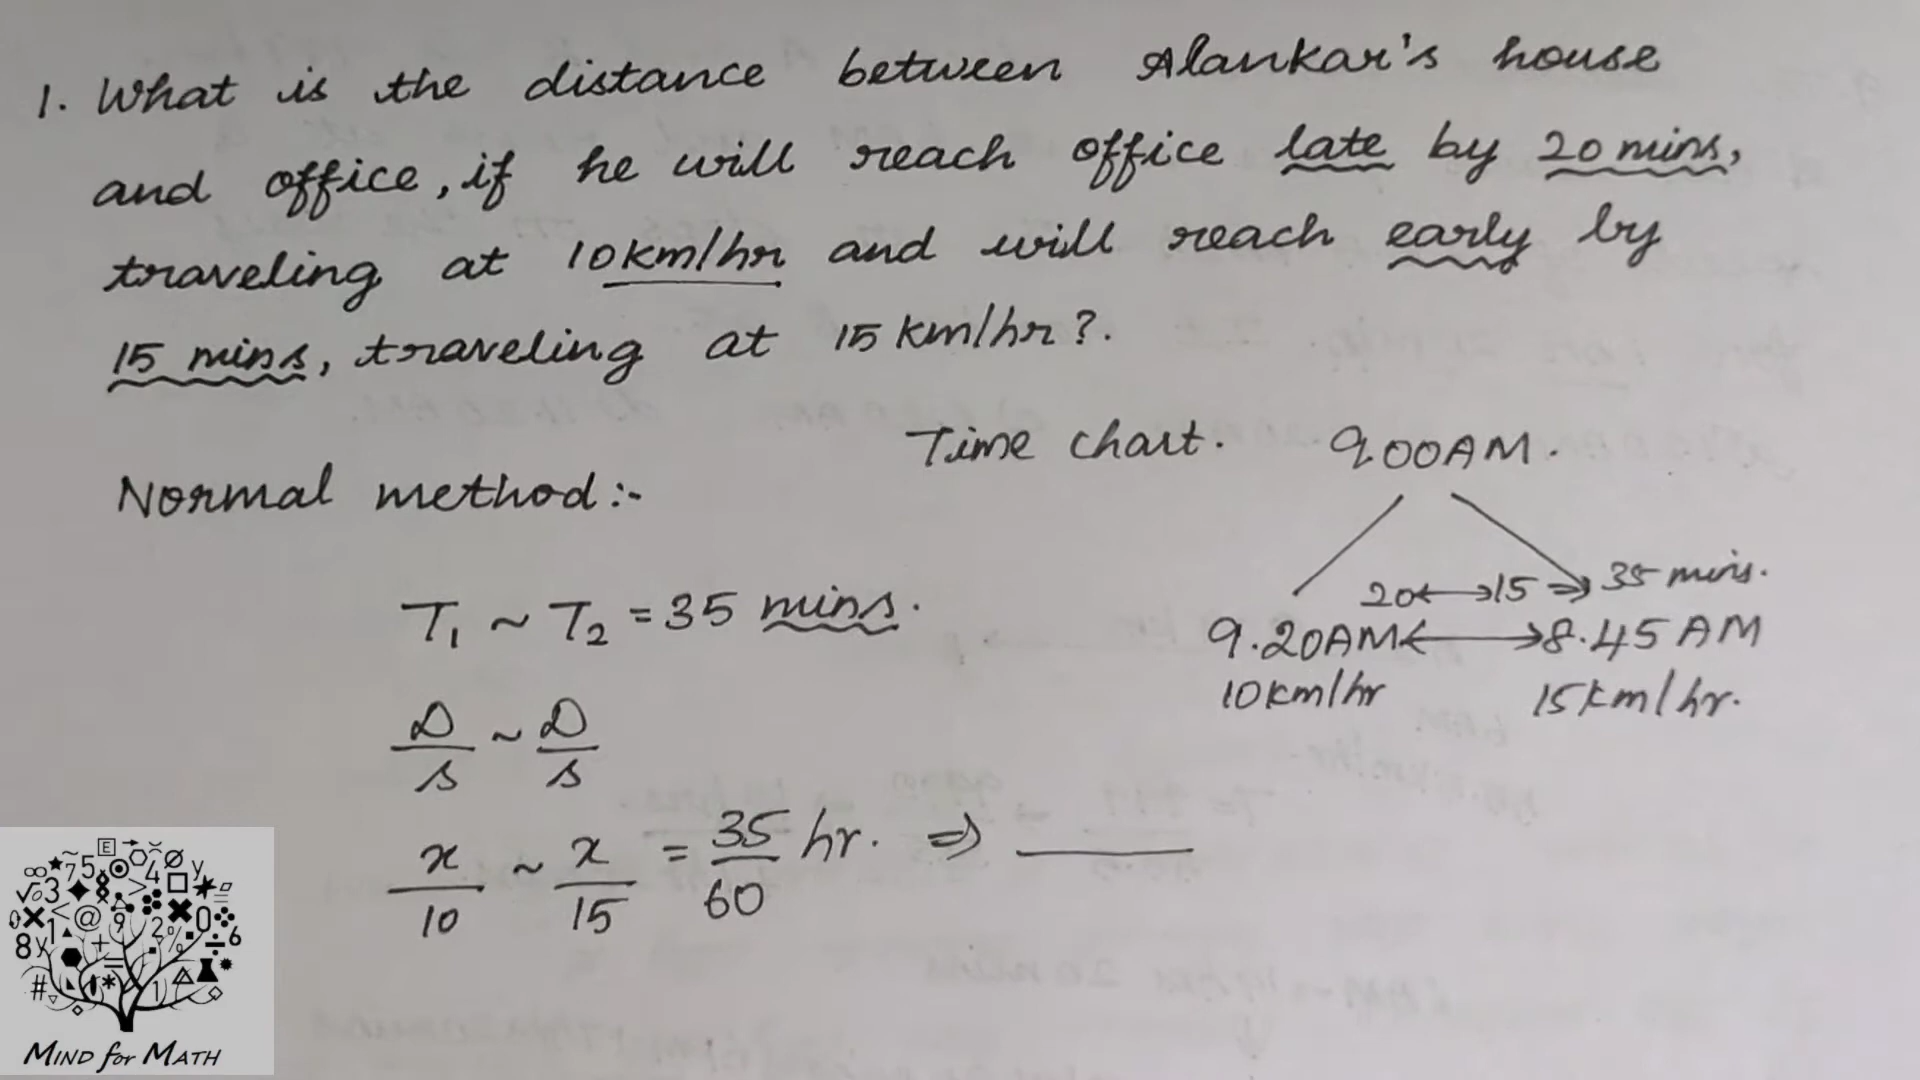 1. What is the distance between Alankar's house
and office, if he will reach office late by 20 mins,
traveling at 10km/hr and will reach early by
15 mins, traveling at 15 km/hr?.
Time chart. 9.00AM.
Normal method :-
20 ↔ 15 ⇒ 35 mins.
T₁ ~ T₂ = 35 mins.
9.20AM ↔ 8.45 AM
10km/hr 15km/hr.
D/s ~ D/s
x/10 ~ x/15 = 35/60 hr. ⇒ ______
MIND for MATH